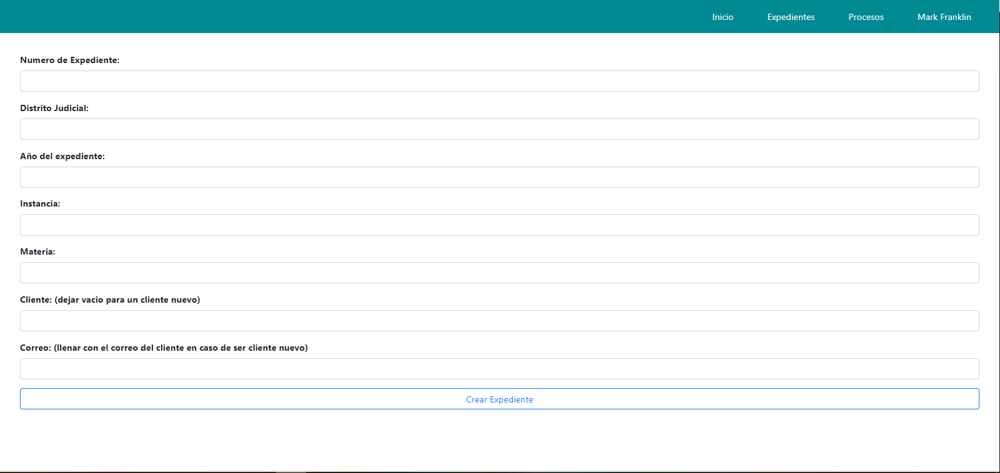 Inicio Expedientes Procesos Mark Franklin
Numero de Expediente:
Distrito Judicial:
Año del expediente:
Instancia:
Materia:
Cliente: (dejar vacio para un cliente nuevo)
Correo: (llenar con el correo del cliente en caso de ser cliente nuevo)
Crear Expediente